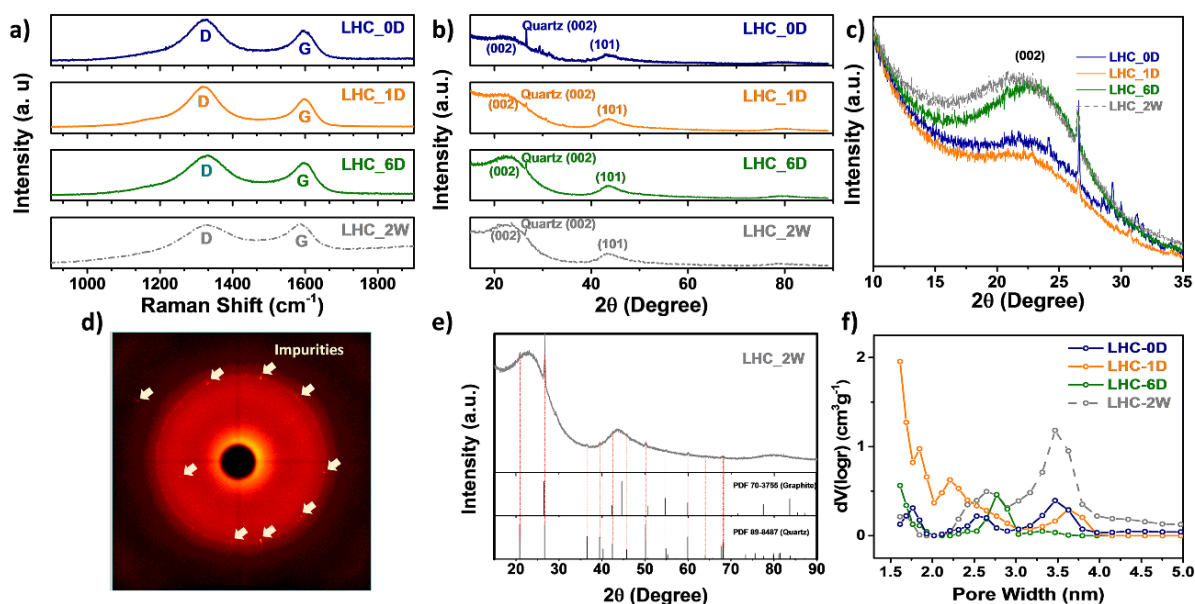 a)
Intensity (a. u)
LHC_0D
D
G
LHC_1D
D
G
LHC_6D
D
G
LHC_2W
D
G
1000 1200 1400 1600 1800
Raman Shift (cm-1)
b)
Intensity (a.u.)
Quartz (002)
LHC_0D
(002)
(101)
Quartz (002)
LHC_1D
(002)
(101)
Quartz (002)
LHC_6D
(002)
(101)
Quartz (002)
LHC_2W
(002)
(101)
20 40 60 80
2θ (Degree)
c)
Intensity (a.u.)
(002)
LHC_0D
LHC_1D
LHC_6D
LHC_2W
10 15 20 25 30 35
2θ (Degree)
d)
Impurities
e)
Intensity (a.u.)
LHC_2W
PDF 70-3755 (Graphite)
PDF 89-8487 (Quartz)
20 30 40 50 60 70 80 90
2θ (Degree)
f)
dV(logr) (cm3g-1)
2
1
0
LHC-0D
LHC-1D
LHC-6D
LHC-2W
1.5 2.0 2.5 3.0 3.5 4.0 4.5 5.0
Pore Width (nm)